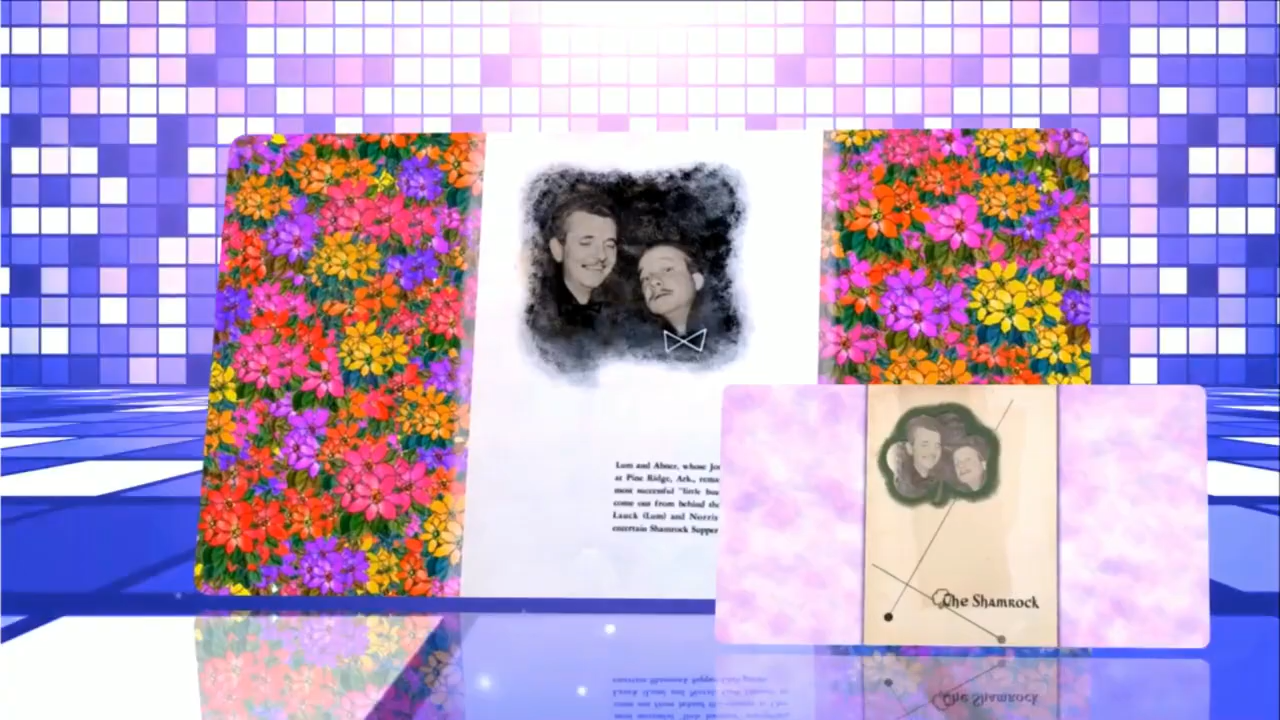 Lum and Abner, whose Jo
at Pine Ridge, Ark., rema
most successful "little bus
come out from behind the
Lauck (Lum) and Norris
entertain Shamrock Supper
The Shamrock